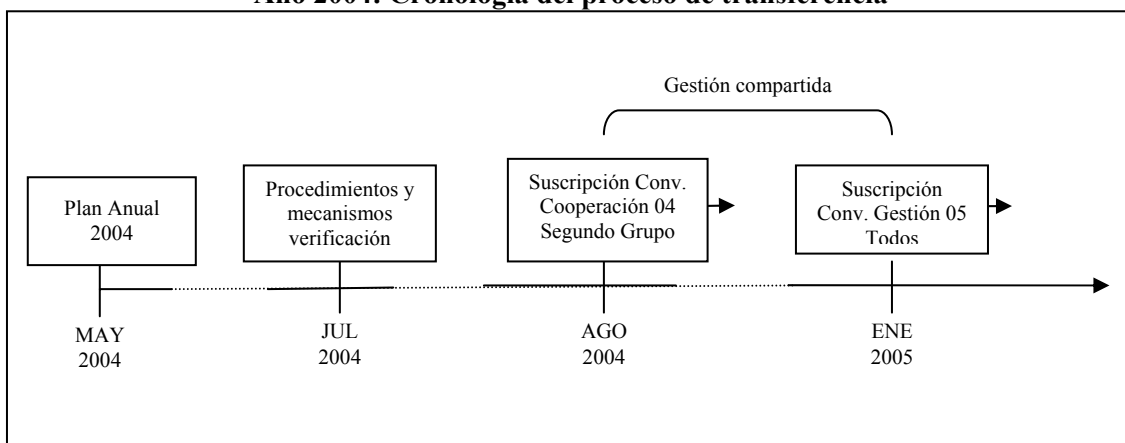 Año 2004: Cronología del proceso de transferencia
Gestión compartida
Plan Anual
2004
Procedimientos y
mecanismos
verificación
Suscripción Conv.
Cooperación 04
Segundo Grupo
Suscripción
Conv. Gestión 05
Todos
MAY
2004
JUL
2004
AGO
2004
ENE
2005